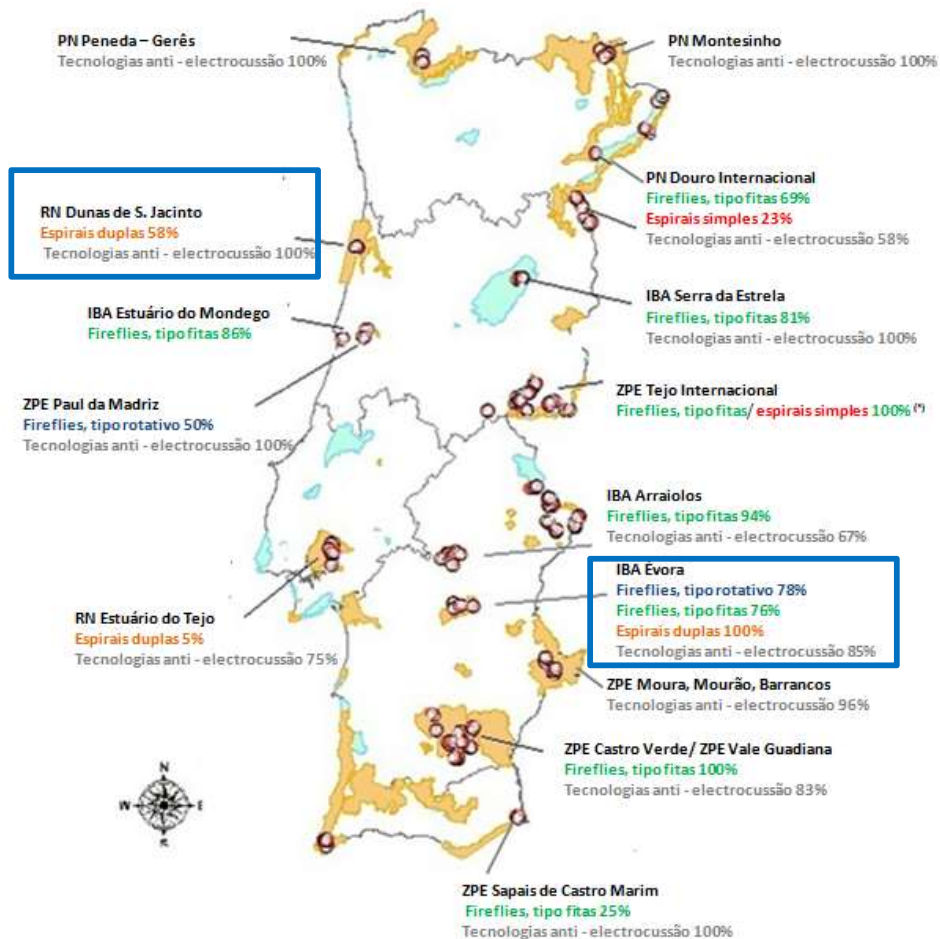 PN Peneda – Gerês
Tecnologias anti - electrocussão 100%
PN Montesinho
Tecnologias anti - electrocussão 100%
PN Douro Internacional
Fireflies, tipo fitas 69%
Espirais simples 23%
Tecnologias anti - electrocussão 58%
RN Dunas de S. Jacinto
Espirais duplas 58%
Tecnologias anti - electrocussão 100%
IBA Serra da Estrela
Fireflies, tipo fitas 81%
Tecnologias anti - electrocussão 100%
IBA Estuário do Mondego
Fireflies, tipo fitas 86%
ZPE Paul da Madriz
Fireflies, tipo rotativo 50%
Tecnologias anti - electrocussão 100%
ZPE Tejo Internacional
Fireflies, tipo fitas/ espirais simples 100% (*)
IBA Arraiolos
Fireflies, tipo fitas 94%
Tecnologias anti - electrocussão 67%
IBA Évora
Fireflies, tipo rotativo 78%
Fireflies, tipo fitas 76%
Espirais duplas 100%
Tecnologias anti - electrocussão 85%
RN Estuário do Tejo
Espirais duplas 5%
Tecnologias anti - electrocussão 75%
ZPE Moura, Mourão, Barrancos
Tecnologias anti - electrocussão 96%
ZPE Castro Verde/ ZPE Vale Guadiana
Fireflies, tipo fitas 100%
Tecnologias anti - electrocussão 83%
N
W E
S
ZPE Sapais de Castro Marim
Fireflies, tipo fitas 25%
Tecnologias anti - electrocussão 100%